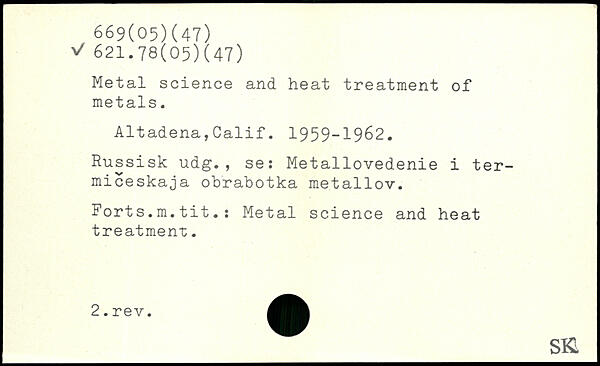 669(05)(47)
✓ 621.78(05)(47)
Metal science and heat treatment of
metals.
Altadena,Calif. 1959-1962.
Russisk udg., se: Metallovedenie i ter-
mičeskaja obrabotka metallov.
Forts.m.tit.: Metal science and heat
treatment.
2.rev.
SK